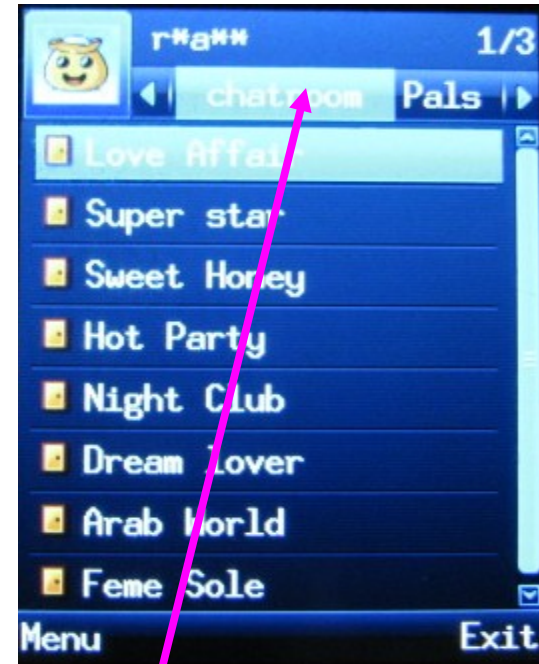 r*a** 1/3
chatroom Pals
Love Affair
Super star
Sweet Honey
Hot Party
Night Club
Dream lover
Arab World
Feme Sole
Menu Exit